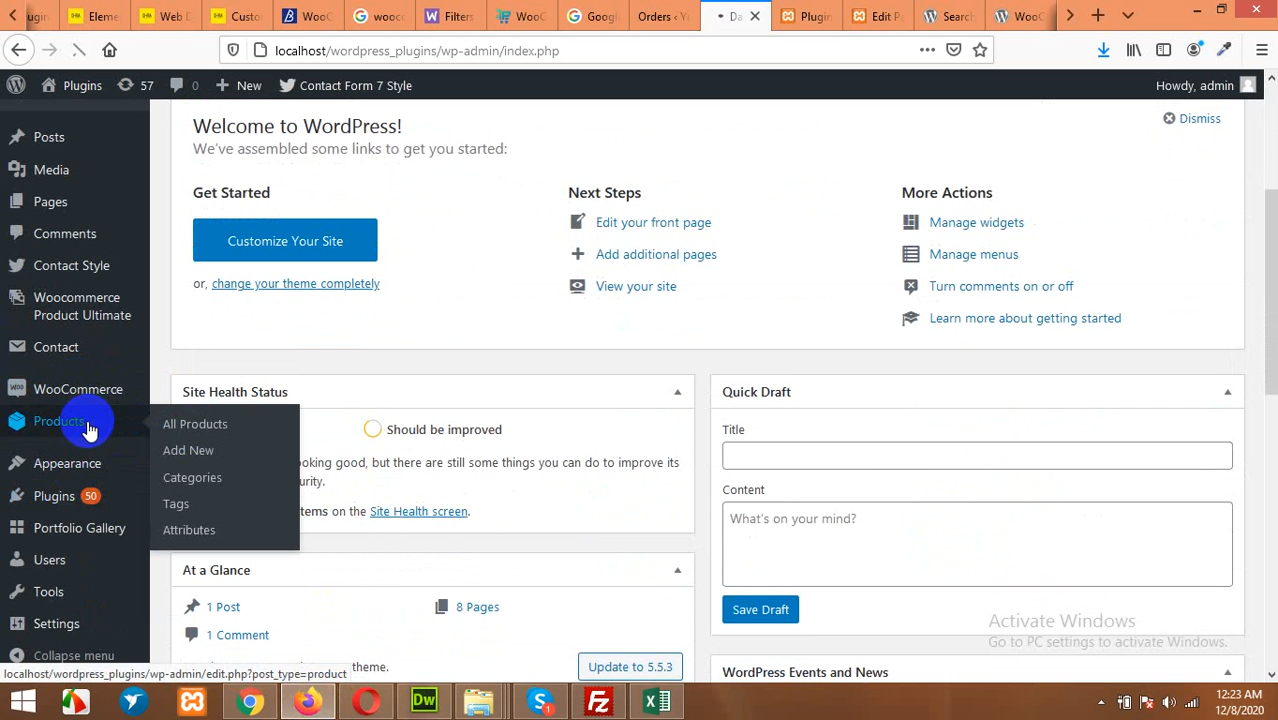 ugin
Eleme
Web D
Custo
WooC
wooco
Filters
WooC
Googl
Orders ‹ Y
Da
Plugin
Edit P
Search
WooC
localhost/wordpress_plugins/wp-admin/index.php
Plugins
57
0
New
Contact Form 7 Style
Howdy, admin
Posts
Media
Pages
Comments
Contact Style
Woocommerce
Product Ultimate
Contact
WooCommerce
Products
Appearance
Plugins 50
Portfolio Gallery
Users
Tools
Settings
Collapse menu
All Products
Add New
Categories
Tags
Attributes
Welcome to WordPress!
We've assembled some links to get you started:
Dismiss
Get Started
Customize Your Site
or, change your theme completely
Next Steps
Edit your front page
Add additional pages
View your site
More Actions
Manage widgets
Manage menus
Turn comments on or off
Learn more about getting started
Site Health Status
Should be improved
oking good, but there are still some things you can do to improve its
urity.
tems on the Site Health screen.
At a Glance
1 Post
8 Pages
1 Comment
theme.
Update to 5.5.3
Quick Draft
Title
Content
What's on your mind?
Save Draft
WordPress Events and News
Activate Windows
Go to PC settings to activate Windows.
localhost/wordpress_plugins/wp-admin/edit.php?post_type=product
Dw
1
12:23 AM
12/8/2020